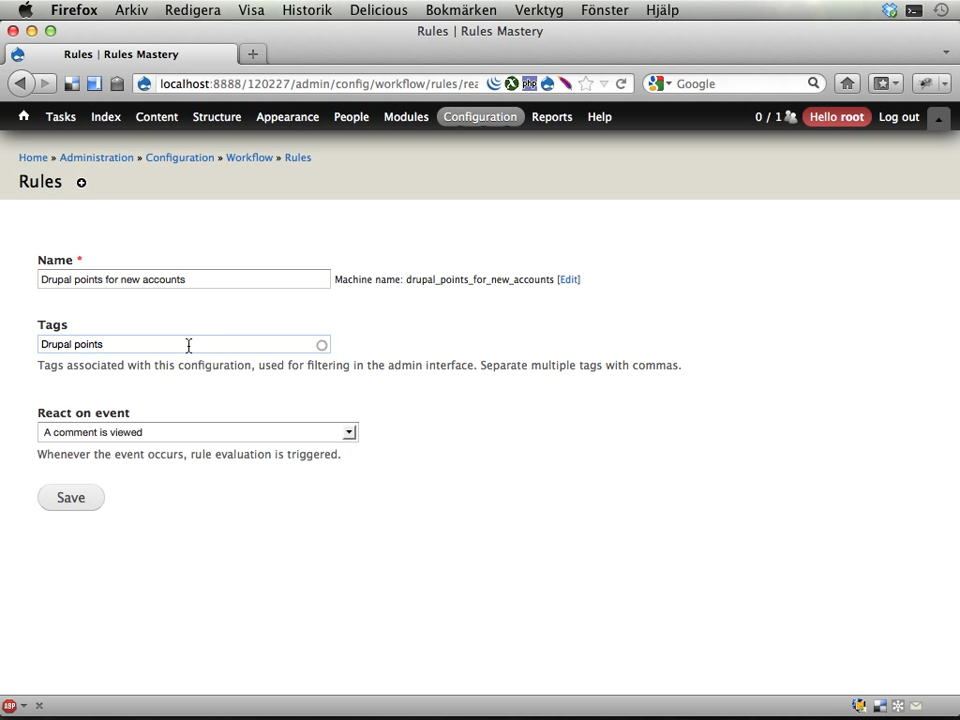 Firefox Arkiv Redigera Visa Historik Delicious Bokmärken Verktyg Fönster Hjälp
Rules | Rules Mastery
Rules | Rules Mastery
localhost:8888/120227/admin/config/workflow/rules/rea
php
Google
Tasks Index Content Structure Appearance People Modules Configuration Reports Help
0 / 1 Hello root Log out
Home » Administration » Configuration » Workflow » Rules
Rules
Name *
Drupal points for new accounts
Machine name: drupal_points_for_new_accounts [Edit]
Tags
Drupal points
Tags associated with this configuration, used for filtering in the admin interface. Separate multiple tags with commas.
React on event
A comment is viewed
Whenever the event occurs, rule evaluation is triggered.
Save
ABP